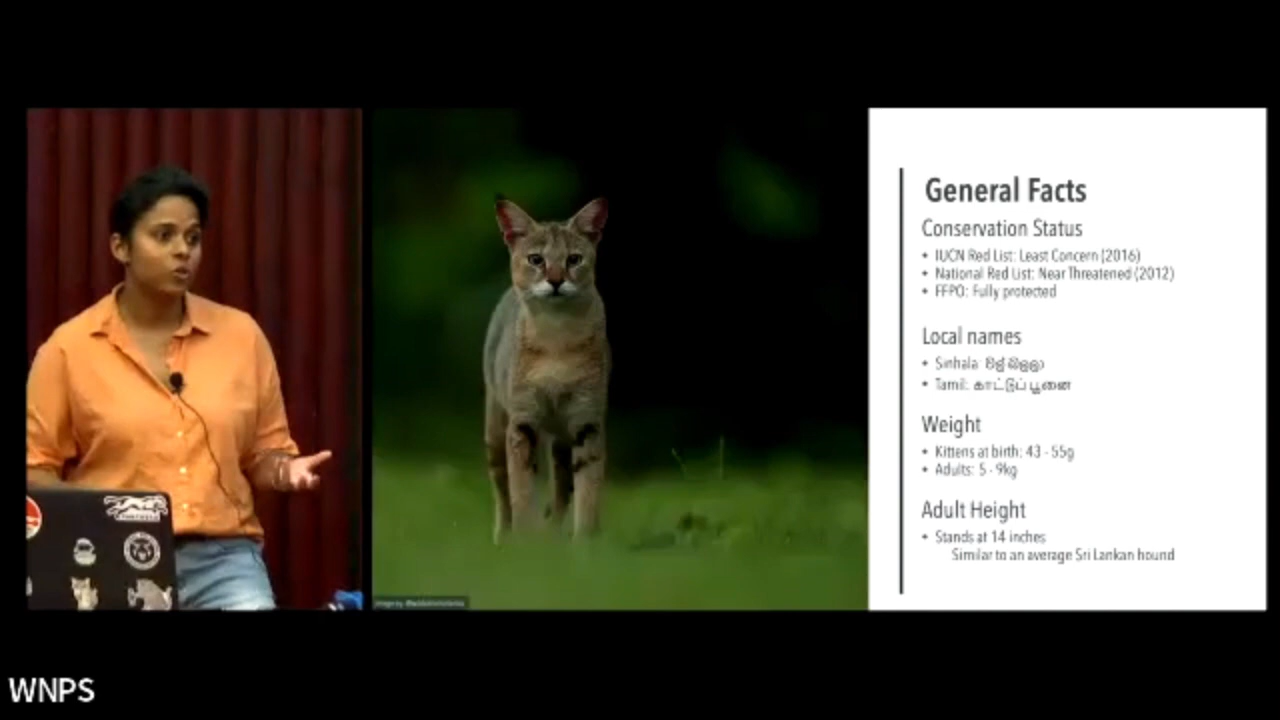 General Facts
Conservation Status
IUCN Red List: Least Concern (2016)
National Red List: Near Threatened (2012)
FFPO: Fully protected
Local names
Sinhala:
Tamil: காட்டுப் பூனை
Weight
Kittens at birth: 43 - 55g
Adults: 5 - 9kg
Adult Height
Stands at 14 inches
Similar to an average Sri Lankan hound
WNPS